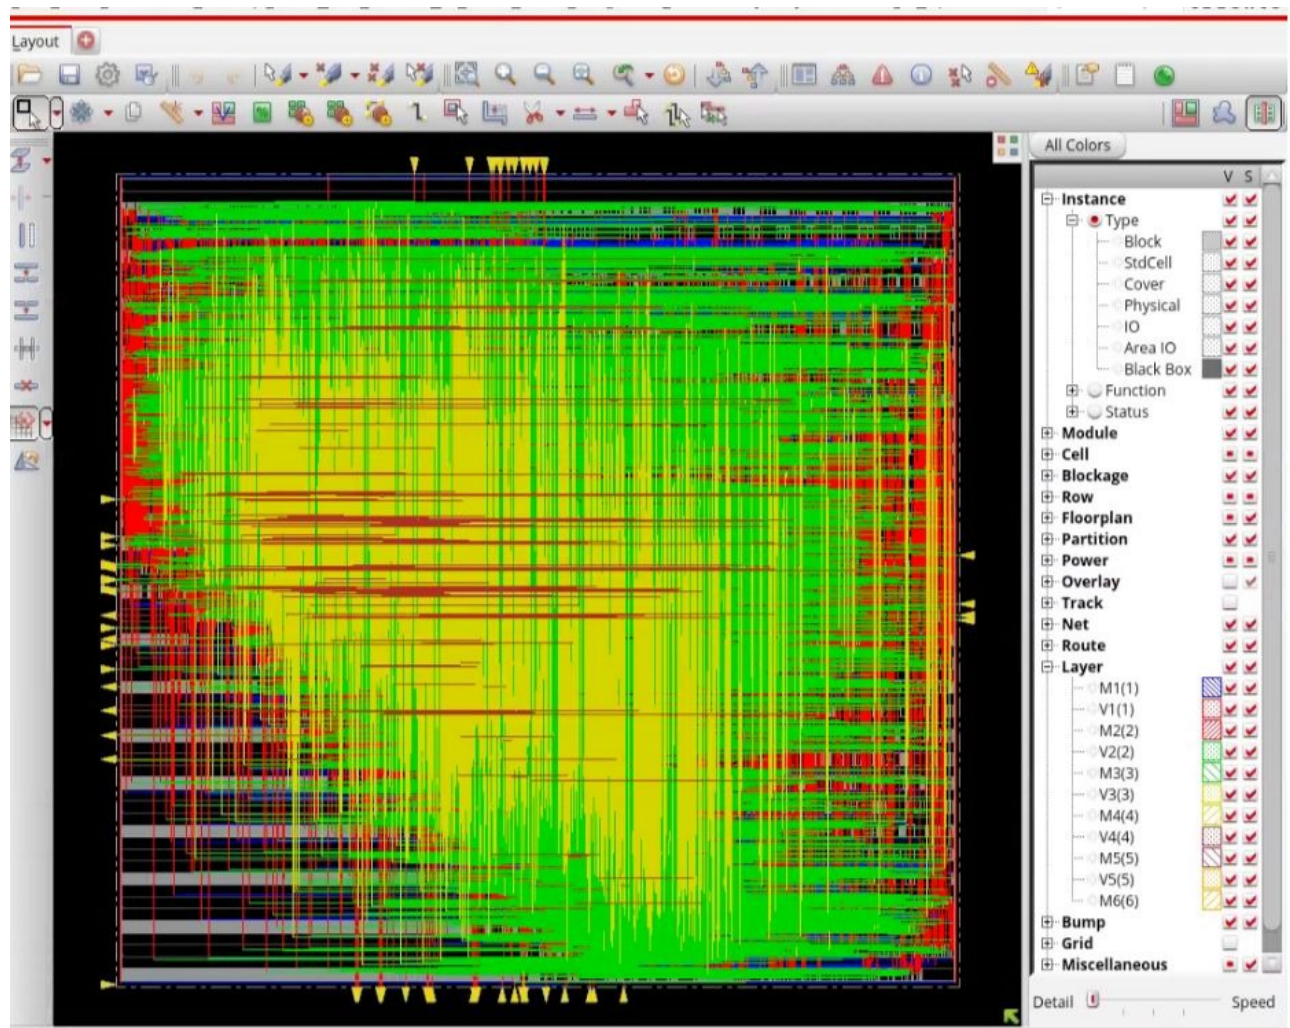 Layout
All Colors
V S
Instance
Type
Block
StdCell
Cover
Physical
IO
Area IO
Black Box
Function
Status
Module
Cell
Blockage
Row
Floorplan
Partition
Power
Overlay
Track
Net
Route
Layer
M1(1)
V1(1)
M2(2)
V2(2)
M3(3)
V3(3)
M4(4)
V4(4)
M5(5)
V5(5)
M6(6)
Bump
Grid
Miscellaneous
Detail Speed